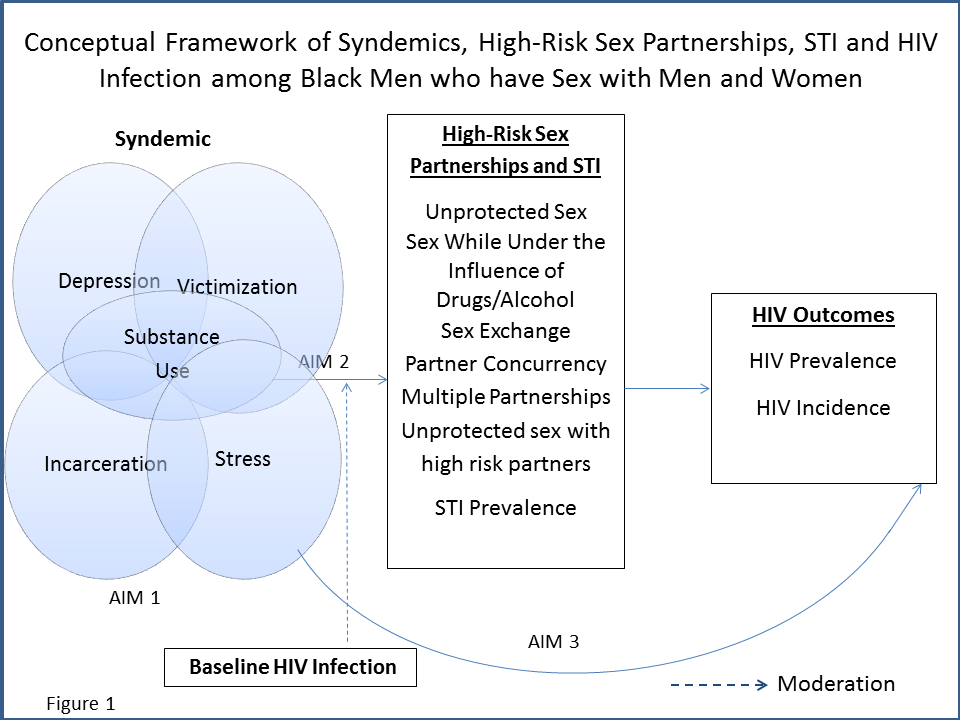 Conceptual Framework of Syndemics, High-Risk Sex Partnerships, STI and HIV
Infection among Black Men who have Sex with Men and Women
Syndemic
Depression
Victimization
Substance
Use
Incarceration
Stress
AIM 1
AIM 2
High-Risk Sex
Partnerships and STI
Unprotected Sex
Sex While Under the
Influence of
Drugs/Alcohol
Sex Exchange
Partner Concurrency
Multiple Partnerships
Unprotected sex with
high risk partners
STI Prevalence
HIV Outcomes
HIV Prevalence
HIV Incidence
AIM 3
Baseline HIV Infection
Moderation
Figure 1